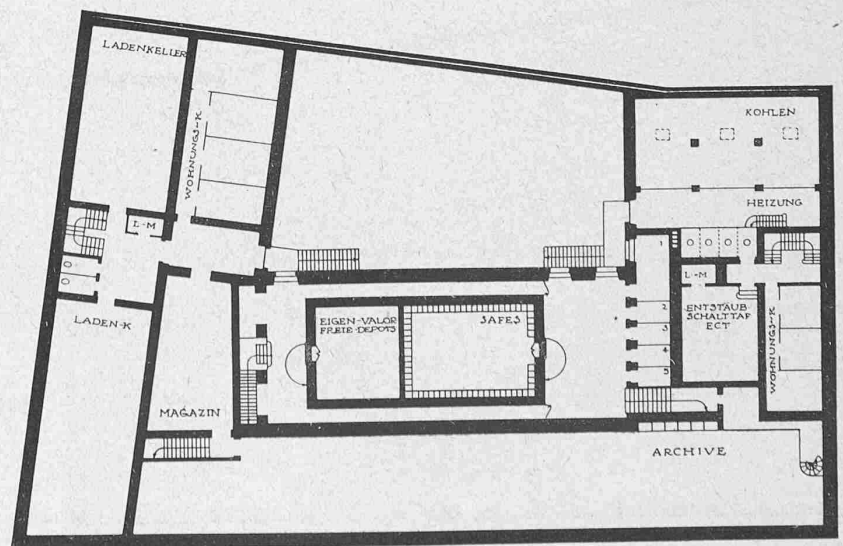 LADENKELLER
WOHNUNGS-K
L-M
LADEN-K
MAGAZIN
EIGEN-VALOR
FREIE-DEPOTS
SAFES
KOHLEN
HEIZUNG
1
2
3
4
5
L-M
ENTSTAUB
SCHALTTAF
ECT
WOHNUNGS-K
ARCHIVE